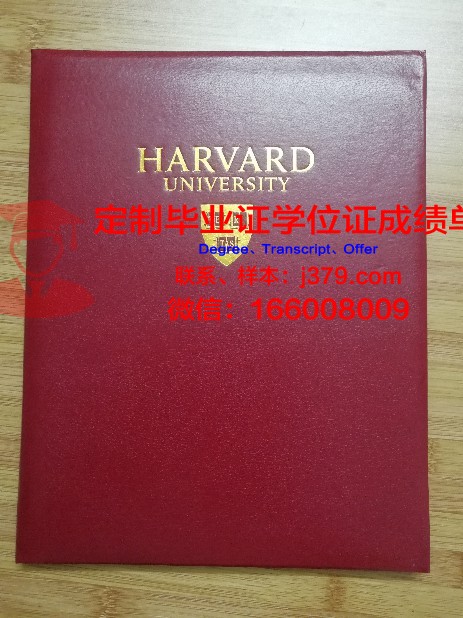 HARVARD
UNIVERSITY
定制毕业证学位证成绩单
Degree、Transcript、Offer
联系、样本：j379.com
微信：166008009